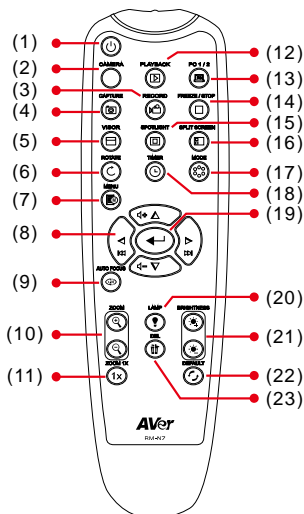 (1)
(2)
(3)
(4)
(5)
(6)
(7)
(8)
(9)
(10)
(11)
CAMERA
PLAYBACK
PC 1 / 2
CAPTURE
RECORD
FREEZE / STOP
VISOR
SPOTLIGHT
SPLIT SCREEN
ROTATE
TIMER
MODE
MENU
AUTO FOCUS
ZOOM
LAMP
BRIGHTNESS
ZOOM 1X
DEL
DEFAULT
1x
AVer
RM-NZ
(12)
(13)
(14)
(15)
(16)
(17)
(18)
(19)
(20)
(21)
(22)
(23)